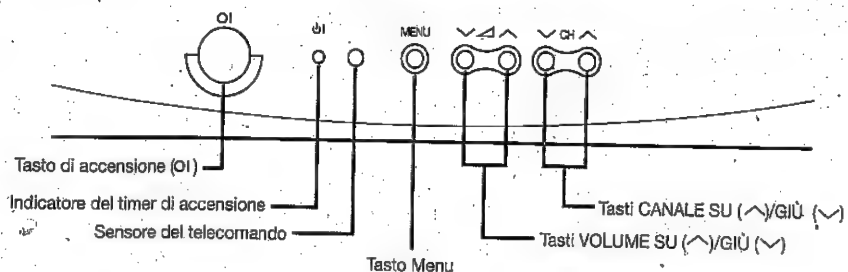 OI
⏻I MENU ∨ ⊿ ∧ ∨ CH ∧
Tasto di accensione (OI)
Indicatore del timer di accensione
Sensore del telecomando
Tasto Menu
Tasti CANALE SU (∧)/GIÙ (∨)
Tasti VOLUME SU (∧)/GIÙ (∨)